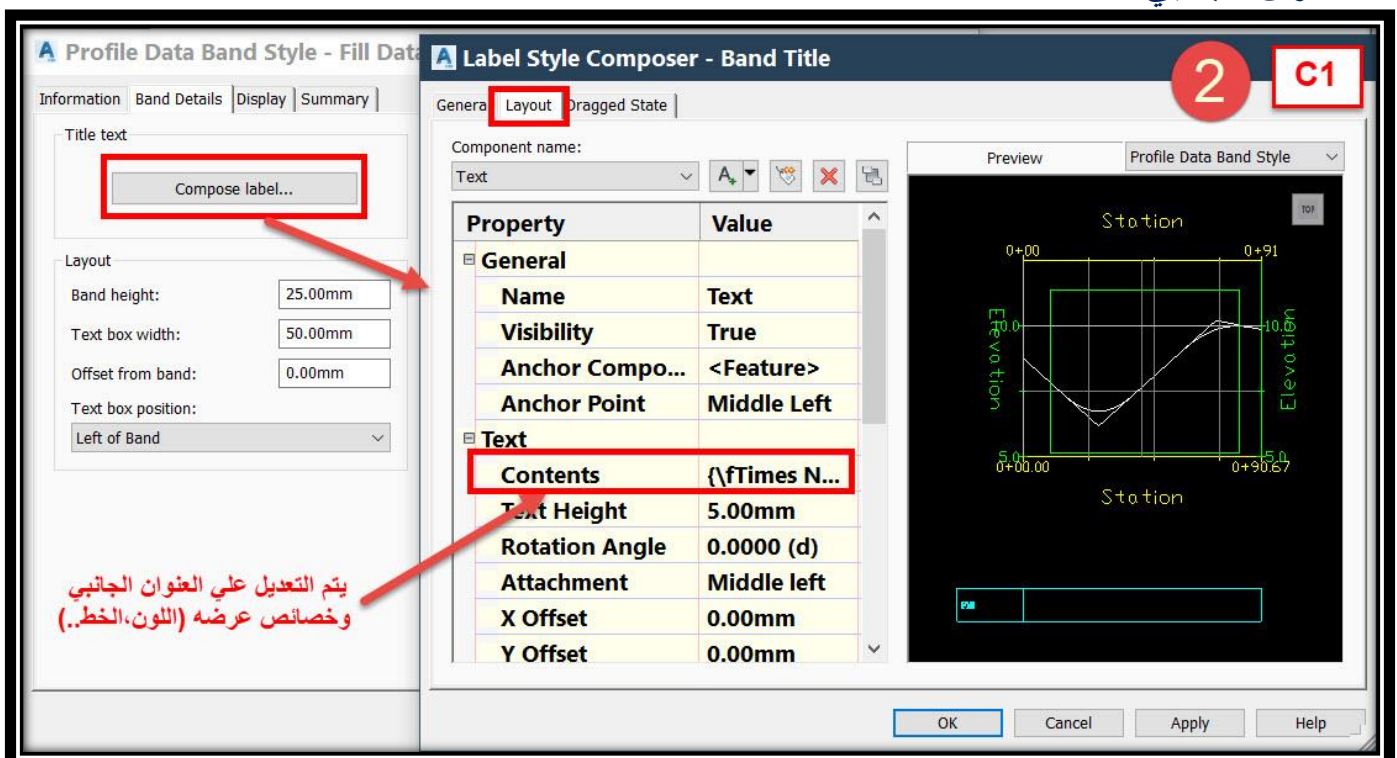 Profile Data Band Style - Fill Data
Information Band Details Display Summary
Title text
Compose label...
Layout
Band height: 25.00mm
Text box width: 50.00mm
Offset from band: 0.00mm
Text box position:
Left of Band
يتم التعديل علي العنوان الجانبي
وخصائص عرضه (اللون،الخط..)
Label Style Composer - Band Title
2
C1
General Layout Dragged State
Component name:
Text
Preview Profile Data Band Style
Property Value
General
Name Text
Visibility True
Anchor Compo... <Feature>
Anchor Point Middle Left
Text
Contents {\fTimes N...
Text Height 5.00mm
Rotation Angle 0.0000 (d)
Attachment Middle left
X Offset 0.00mm
Y Offset 0.00mm
TOP
Station
0+00 0+91
Elevation
10.0 10.0
Elevation
5.0 5.0
0+00.00 0+90.67
Station
OK Cancel Apply Help